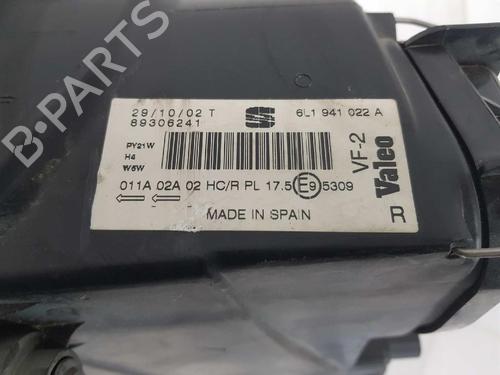 B-PARTS
29/10/02 T
89306241
6L1 941 022 A
PY21W
H4
W5W
VF-2
Valeo
011A 02A 02 HC/R PL 17.5 E9 5309
MADE IN SPAIN
R